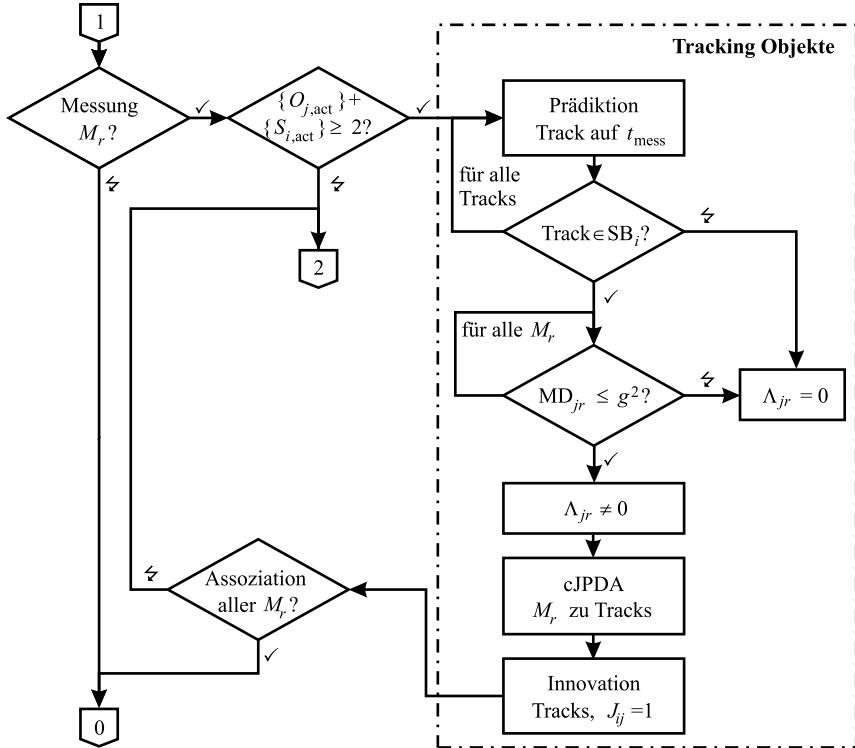 1
Tracking Objekte
Messung
M_r?
✓
{O_j,act}+
{S_i,act} ≥ 2?
✓
Prädiktion
Track auf t_mess
↯
↯
für alle
Tracks
Track∈SB_i?
↯
2
✓
für alle M_r
MD_jr ≤ g²?
↯
Λ_jr = 0
✓
Λ_jr ≠ 0
↯
Assoziation
aller M_r?
cJPDA
M_r zu Tracks
✓
Innovation
Tracks, J_ij =1
0